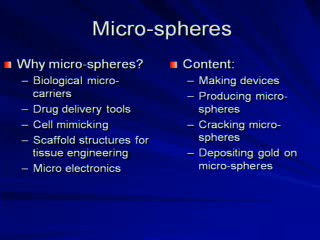 Micro-spheres
Why micro-spheres?
– Biological micro-
carriers
– Drug delivery tools
– Cell mimicking
– Scaffold structures for
tissue engineering
– Micro electronics
Content:
– Making devices
– Producing micro-
spheres
– Cracking micro-
spheres
– Depositing gold on
micro-spheres